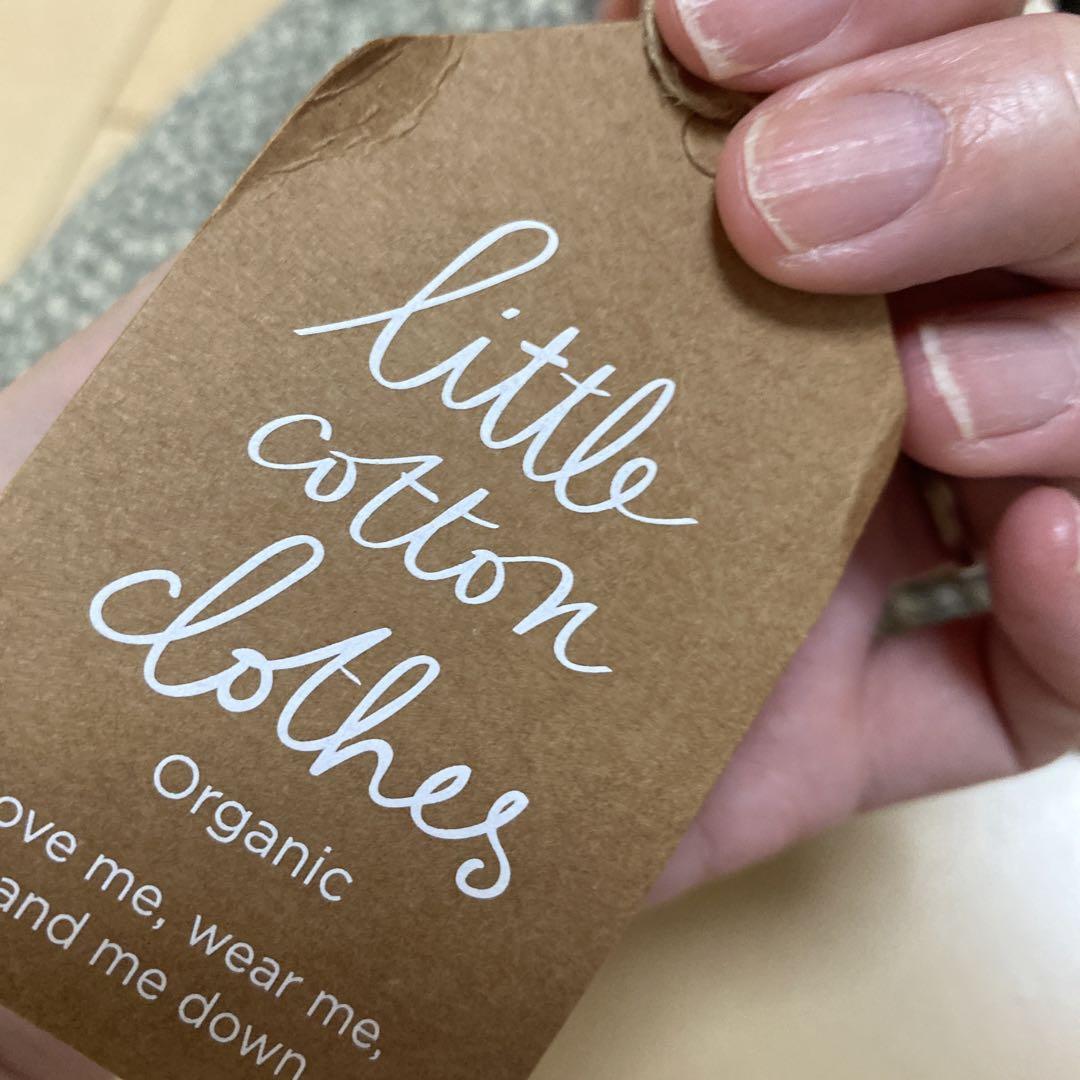 little
cotton
clothes
Organic
ove me, wear me,
and me down